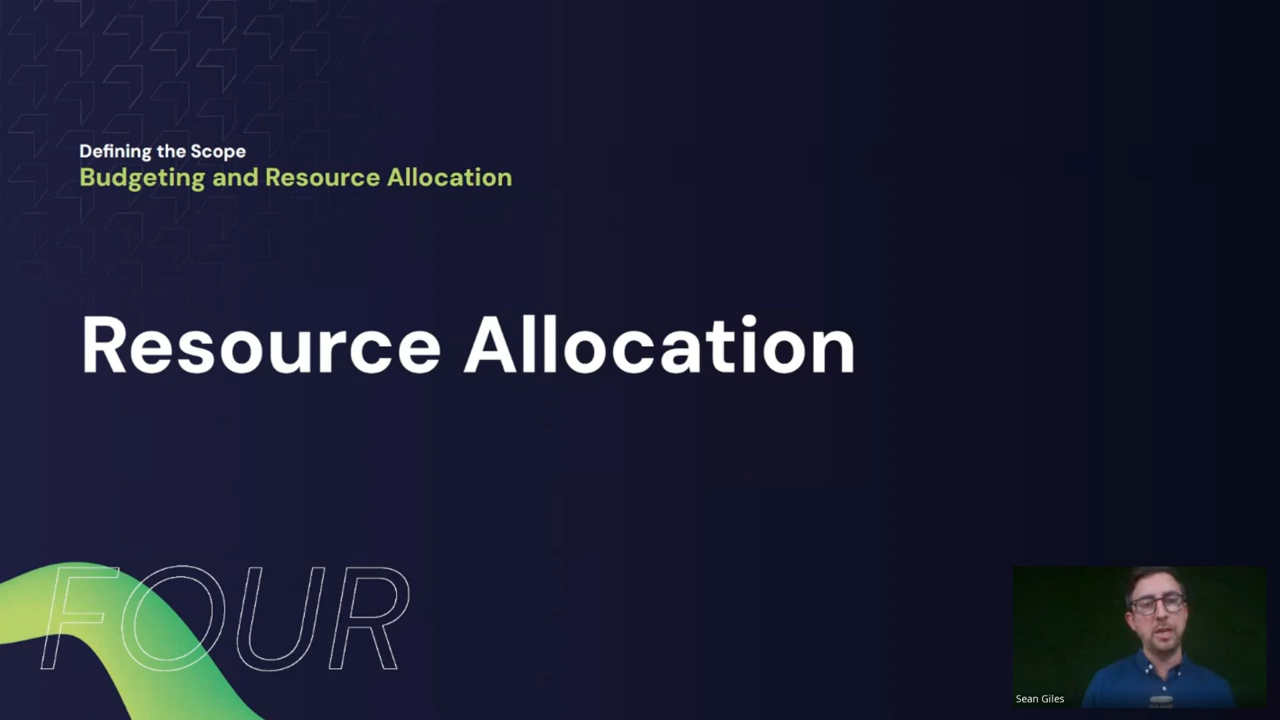 Defining the Scope
Budgeting and Resource Allocation
Resource Allocation
FOUR
Sean Giles